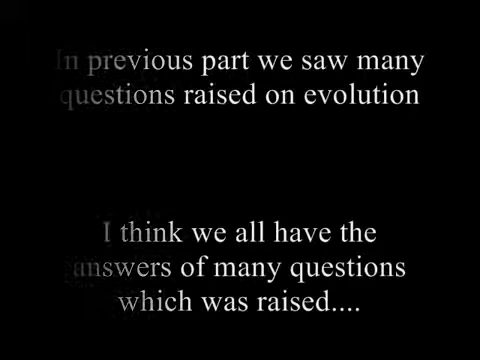 In previous part we saw many
questions raised on evolution
I think we all have the
answers of many questions
which was raised....